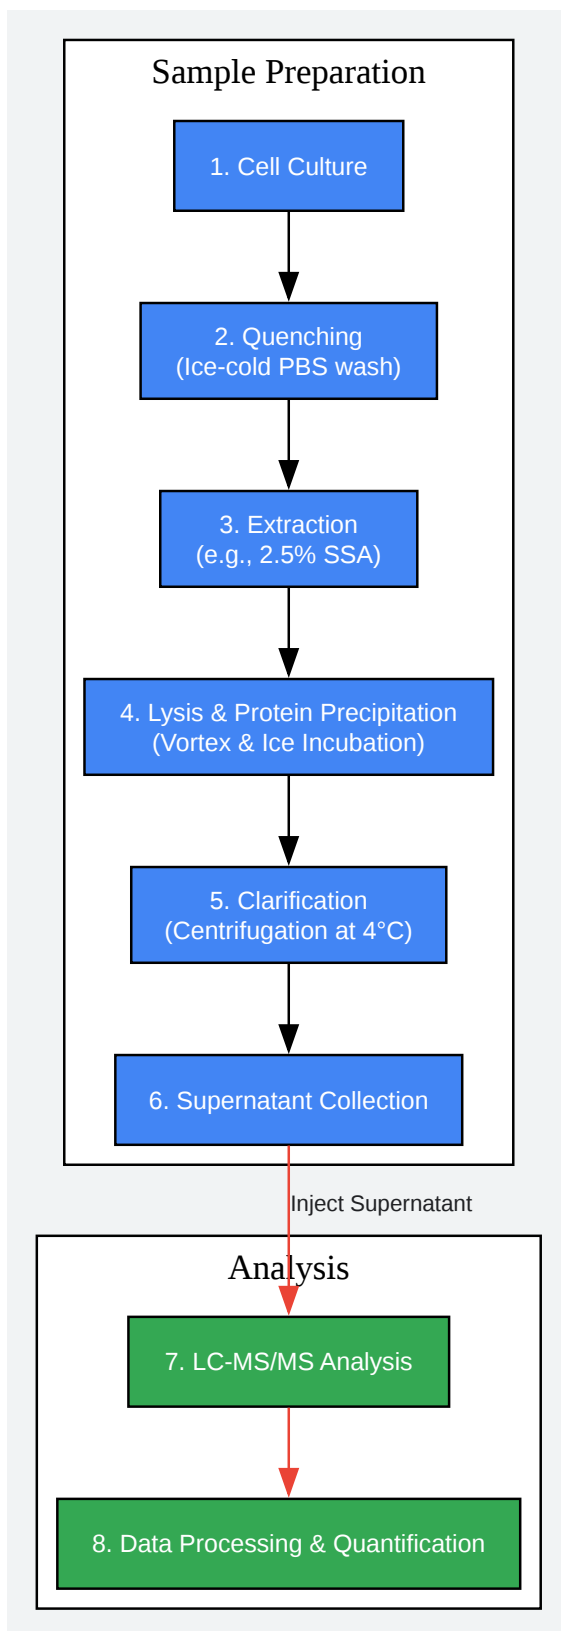 Sample Preparation
1. Cell Culture
2. Quenching
(Ice-cold PBS wash)
3. Extraction
(e.g., 2.5% SSA)
4. Lysis & Protein Precipitation
(Vortex & Ice Incubation)
5. Clarification
(Centrifugation at 4°C)
6. Supernatant Collection
Inject Supernatant
Analysis
7. LC-MS/MS Analysis
8. Data Processing & Quantification